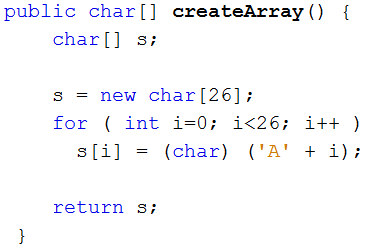 public char[] createArray() {
char[] s;
s = new char[26];
for ( int i=0; i<26; i++ )
s[i] = (char) ('A' + i);
return s;
}